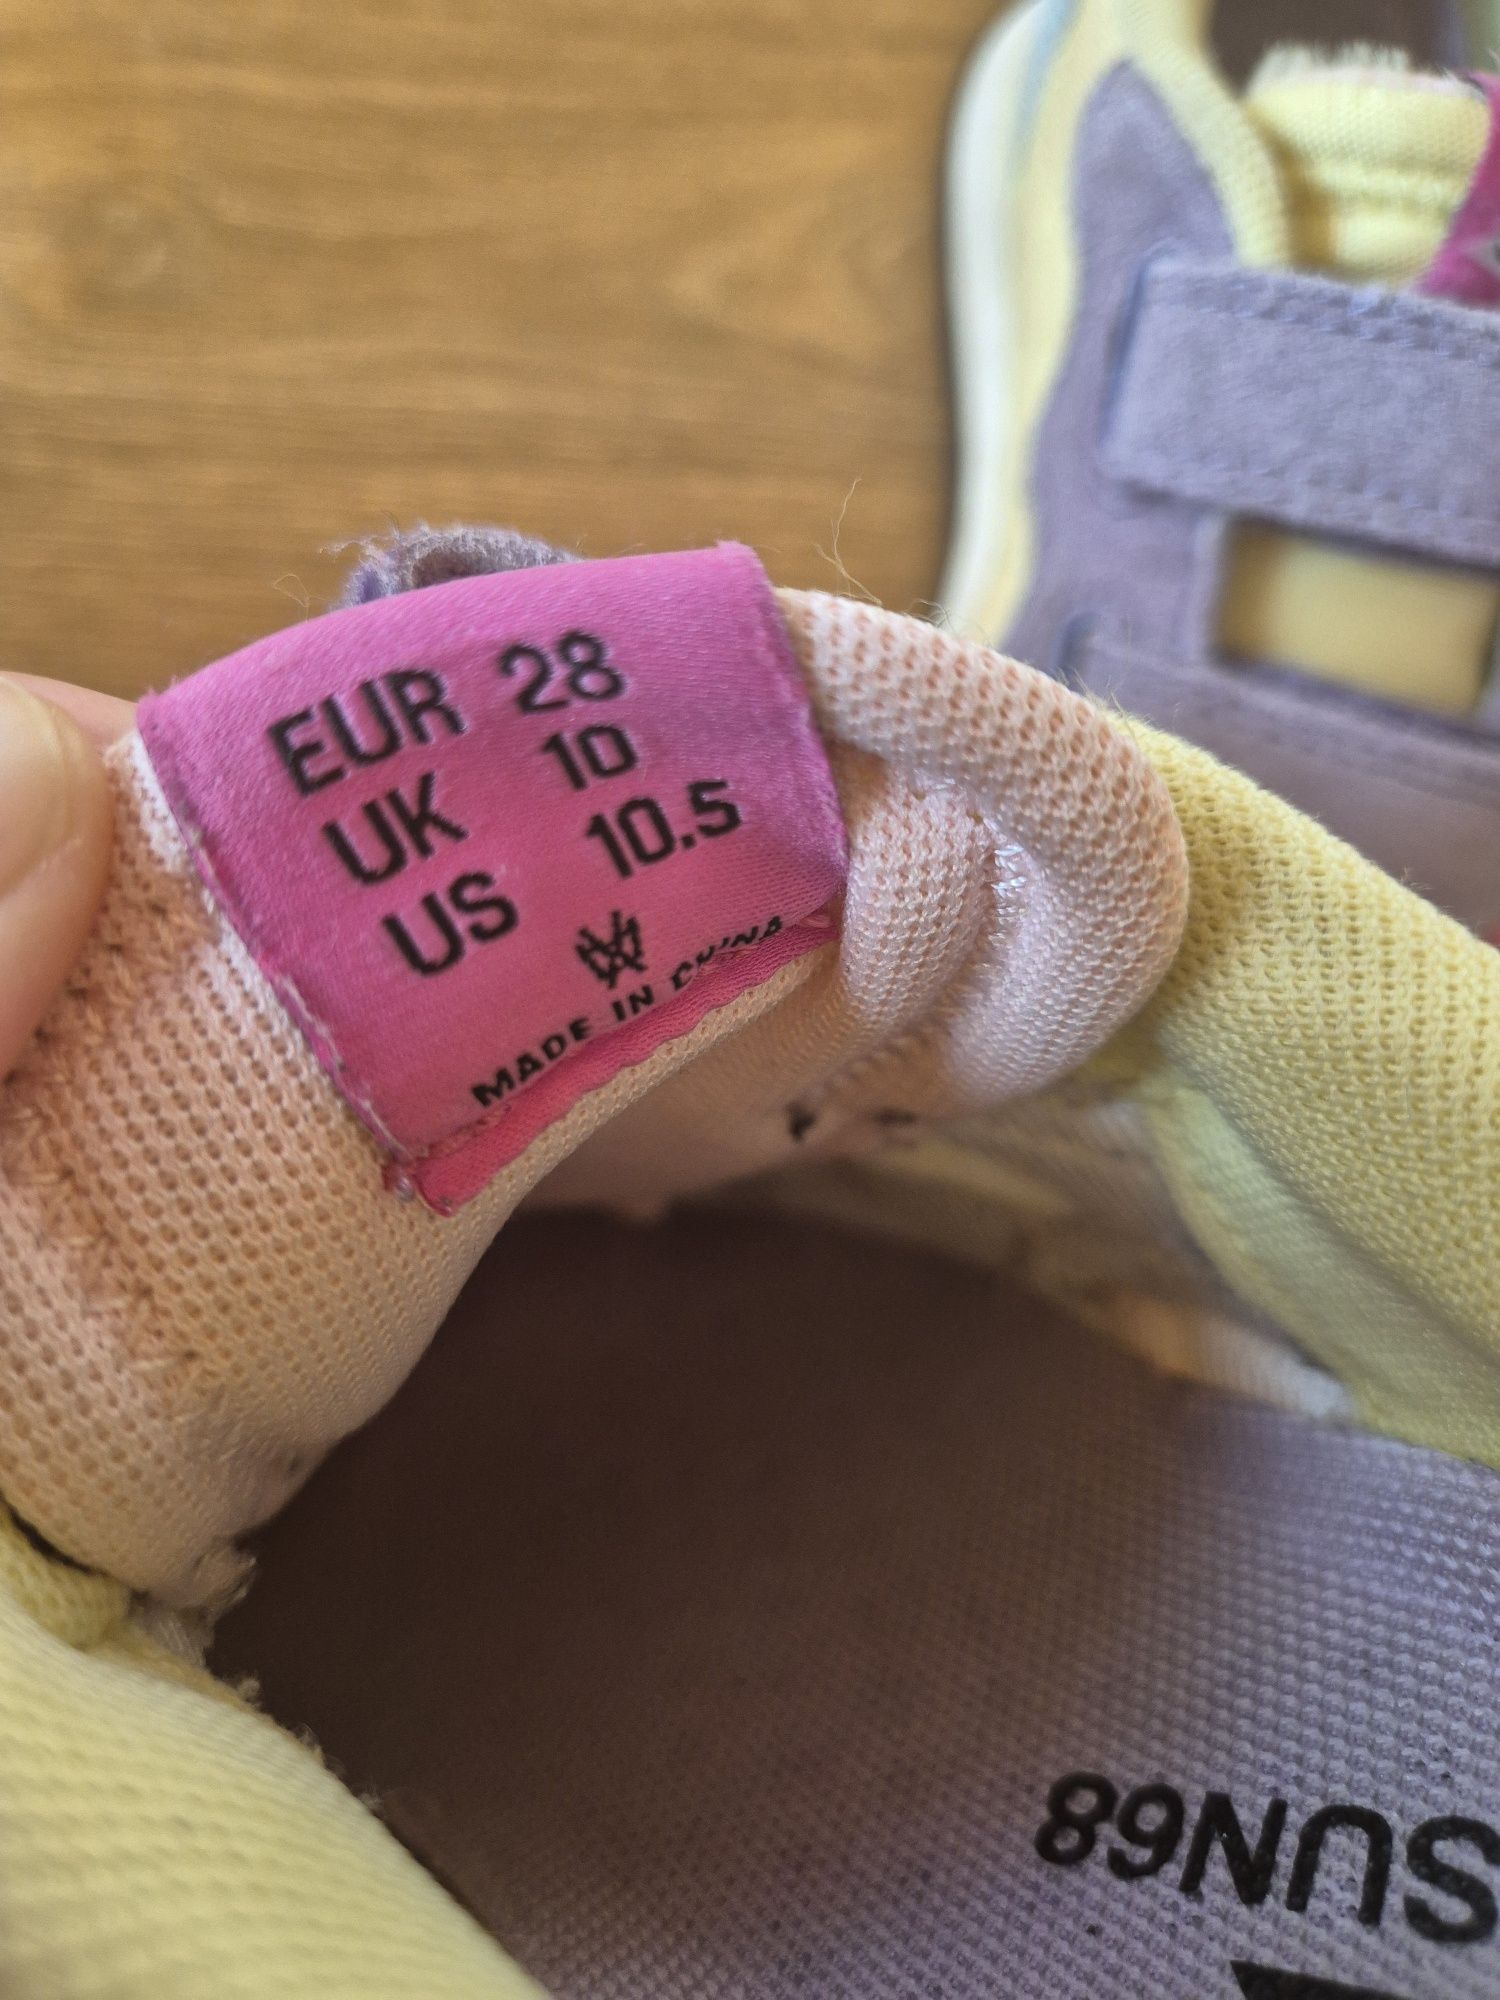 EUR 28
UK 10
US 10.5
MADE IN CHINA
SUN68